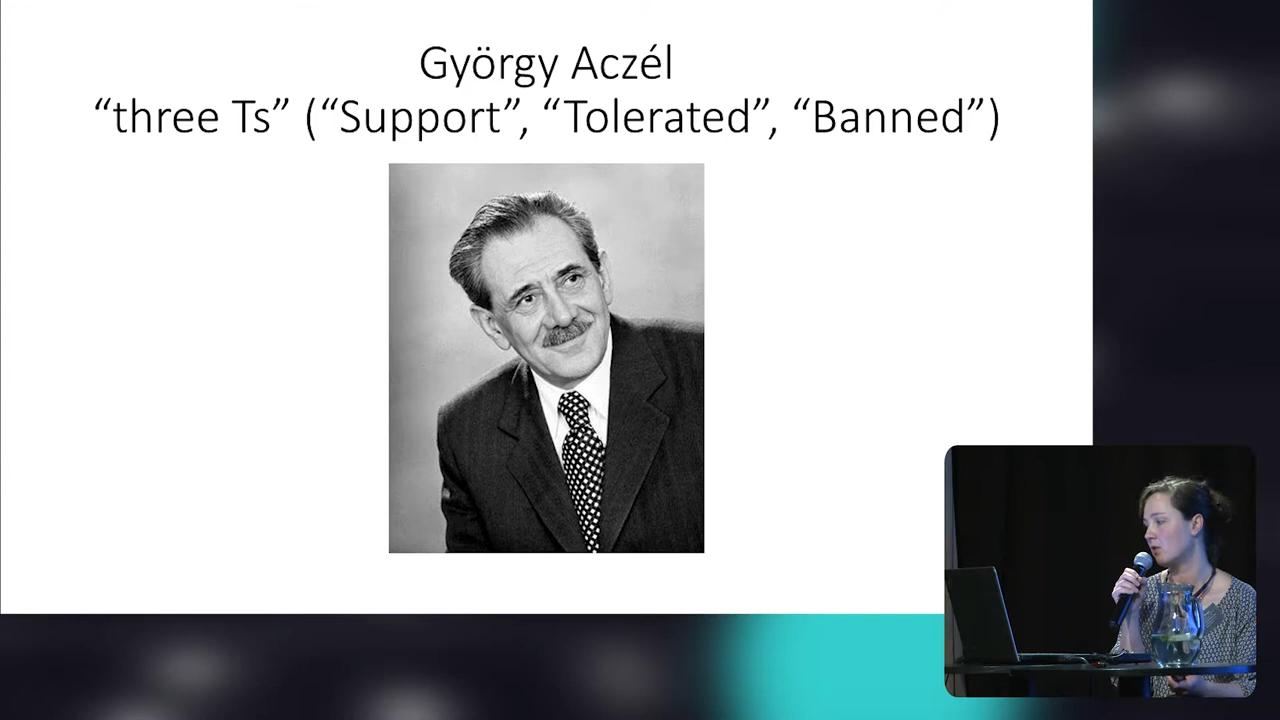 György Aczél
“three Ts” (“Support”, “Tolerated”, “Banned”)